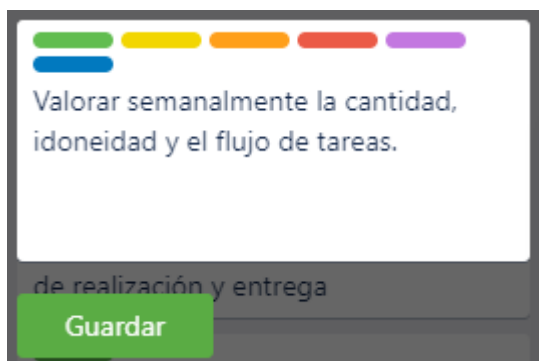 Valorar semanalmente la cantidad,
idoneidad y el flujo de tareas.
de realización y entrega
Guardar